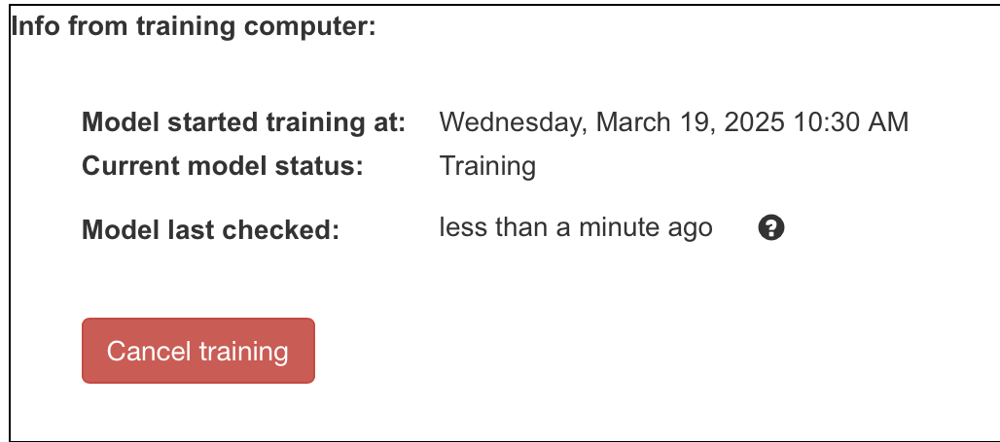 Info from training computer:
Model started training at: Wednesday, March 19, 2025 10:30 AM
Current model status: Training
Model last checked: less than a minute ago ?
Cancel training